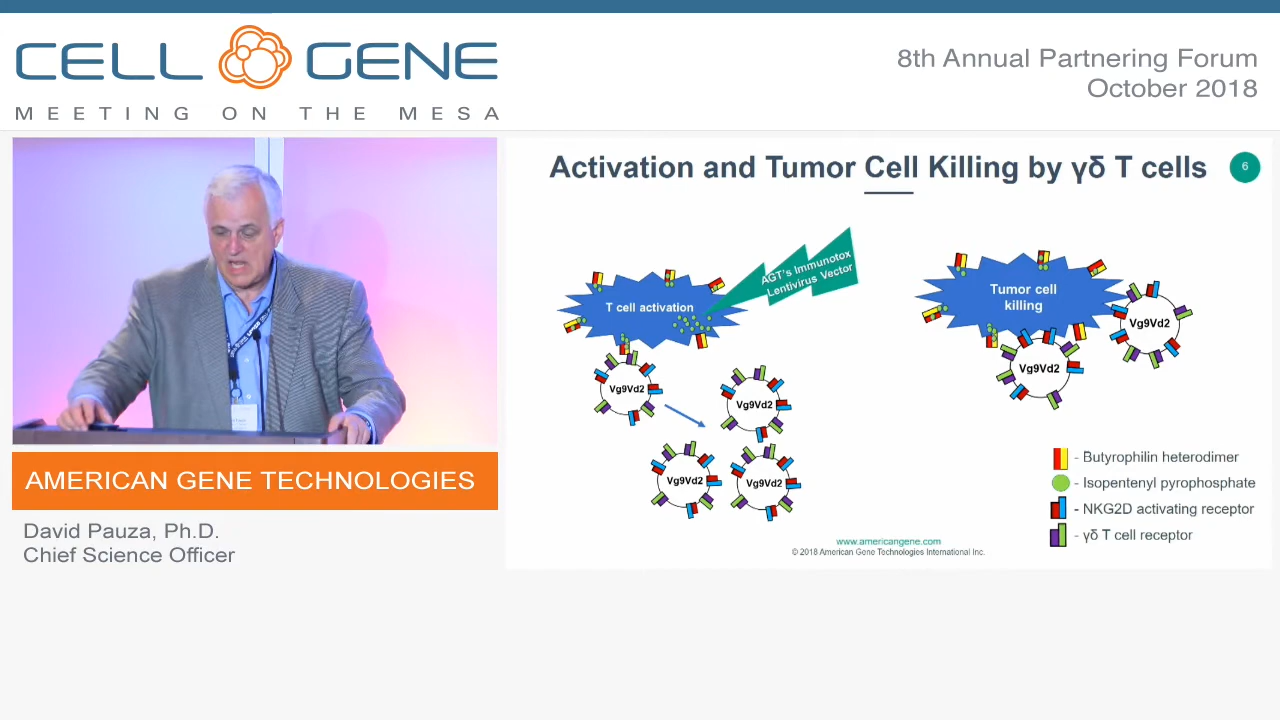 CELL GENE
MEETING ON THE MESA
8th Annual Partnering Forum
October 2018
Activation and Tumor Cell Killing by γδ T cells
6
AGT's Immunotox
Lentivirus Vector
T cell activation
Vg9Vd2
Vg9Vd2
Vg9Vd2
Vg9Vd2
Tumor cell
killing
Vg9Vd2
Vg9Vd2
- Butyrophilin heterodimer
- Isopentenyl pyrophosphate
- NKG2D activating receptor
- γδ T cell receptor
www.americangene.com
© 2018 American Gene Technologies International Inc.
AMERICAN GENE TECHNOLOGIES
David Pauza, Ph.D.
Chief Science Officer